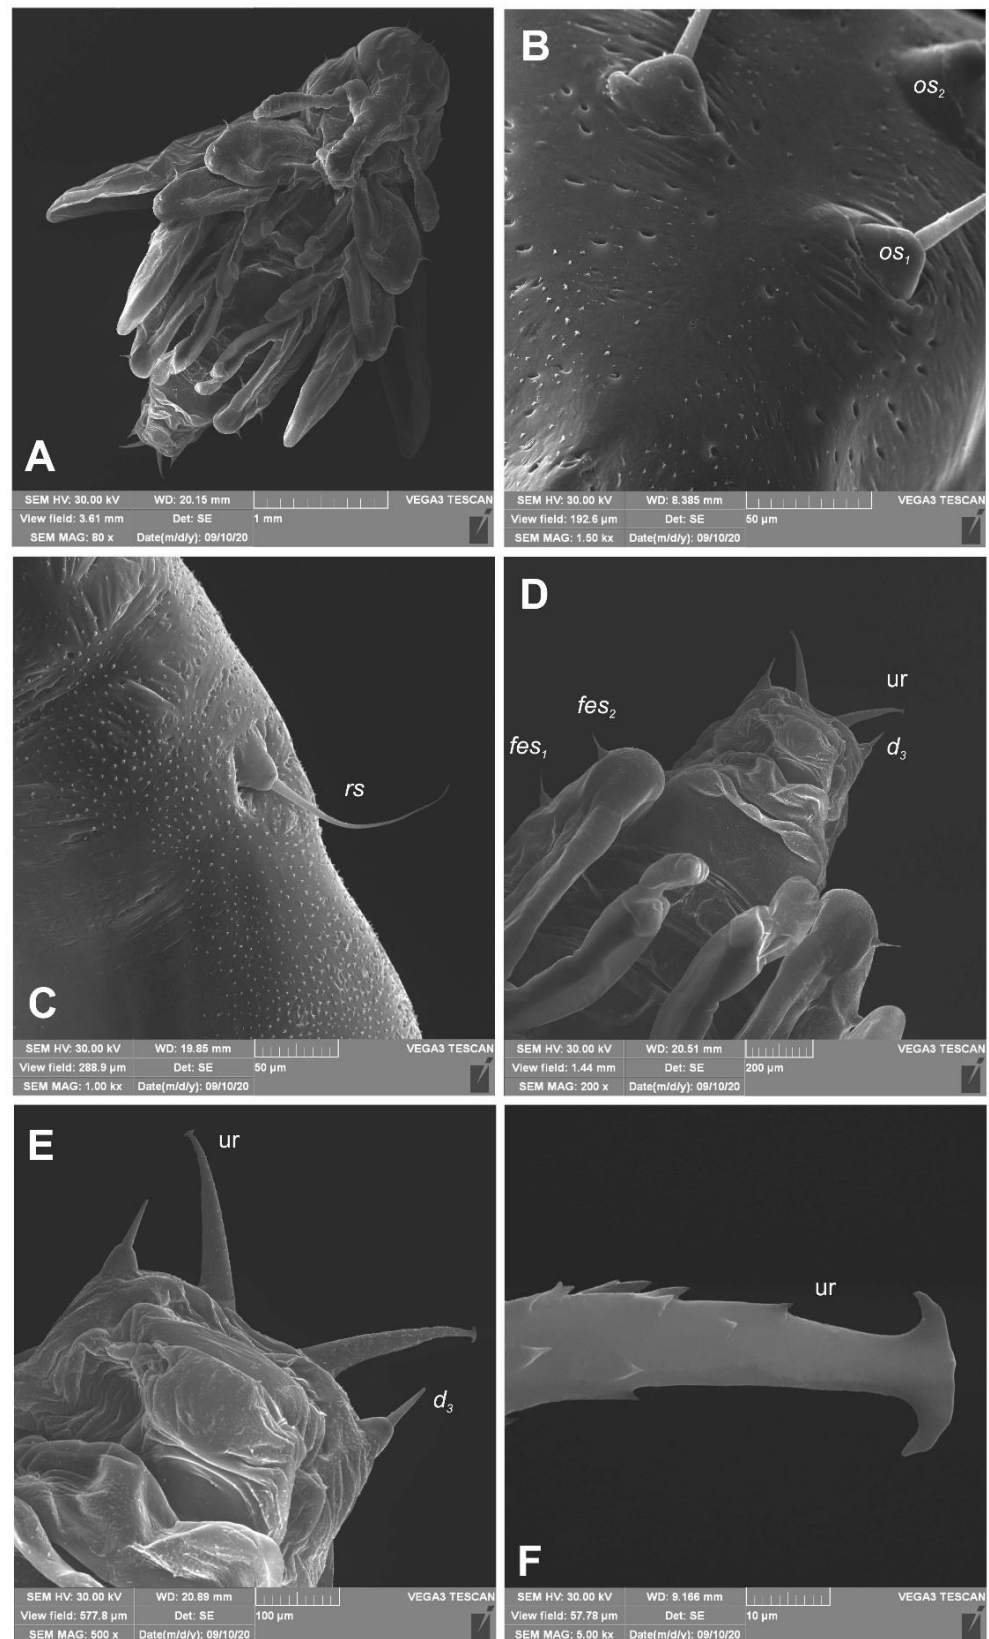 A
SEM HV: 30.00 kV WD: 20.15 mm VEGA3 TESCAN
View field: 3.61 mm Det: SE 1 mm
SEM MAG: 80 x Date(m/d/y): 09/10/20
B
os2
os1
SEM HV: 30.00 kV WD: 8.385 mm VEGA3 TESCAN
View field: 192.6 µm Det: SE 50 µm
SEM MAG: 1.50 kx Date(m/d/y): 09/10/20
rs
C
SEM HV: 30.00 kV WD: 19.85 mm VEGA3 TESCAN
View field: 288.9 µm Det: SE 50 µm
SEM MAG: 1.00 kx Date(m/d/y): 09/10/20
D
ur
fes2
fes1
d3
SEM HV: 30.00 kV WD: 20.51 mm VEGA3 TESCAN
View field: 1.44 mm Det: SE 200 µm
SEM MAG: 200 x Date(m/d/y): 09/10/20
E
ur
d3
SEM HV: 30.00 kV WD: 20.89 mm VEGA3 TESCAN
View field: 577.8 µm Det: SE 100 µm
SEM MAG: 500 x Date(m/d/y): 09/10/20
ur
F
SEM HV: 30.00 kV WD: 9.166 mm VEGA3 TESCAN
View field: 57.78 µm Det: SE 10 µm
SEM MAG: 5.00 kx Date(m/d/y): 09/10/20